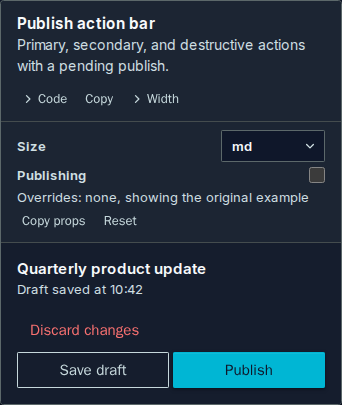 Publish action bar
Primary, secondary, and destructive actions
with a pending publish.
Code Copy Width
Size md
Publishing
Overrides: none, showing the original example
Copy props Reset
Quarterly product update
Draft saved at 10:42
Discard changes
Save draft Publish